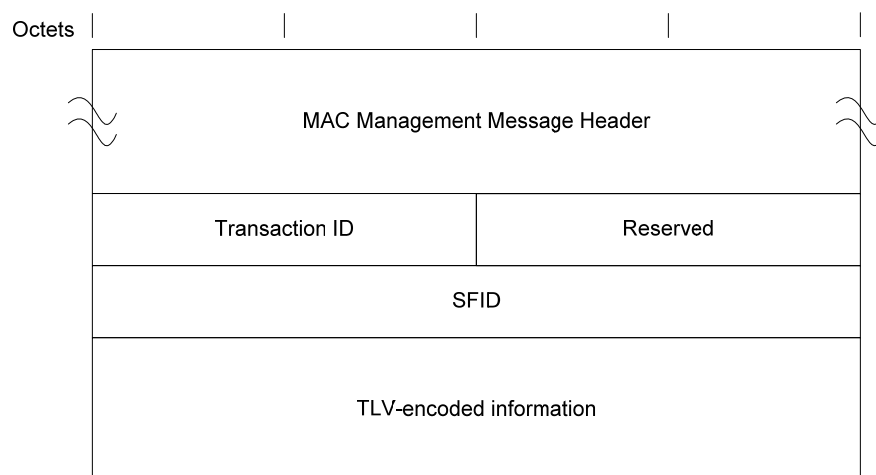 Octets
MAC Management Message Header
Transaction ID
Reserved
SFID
TLV-encoded information